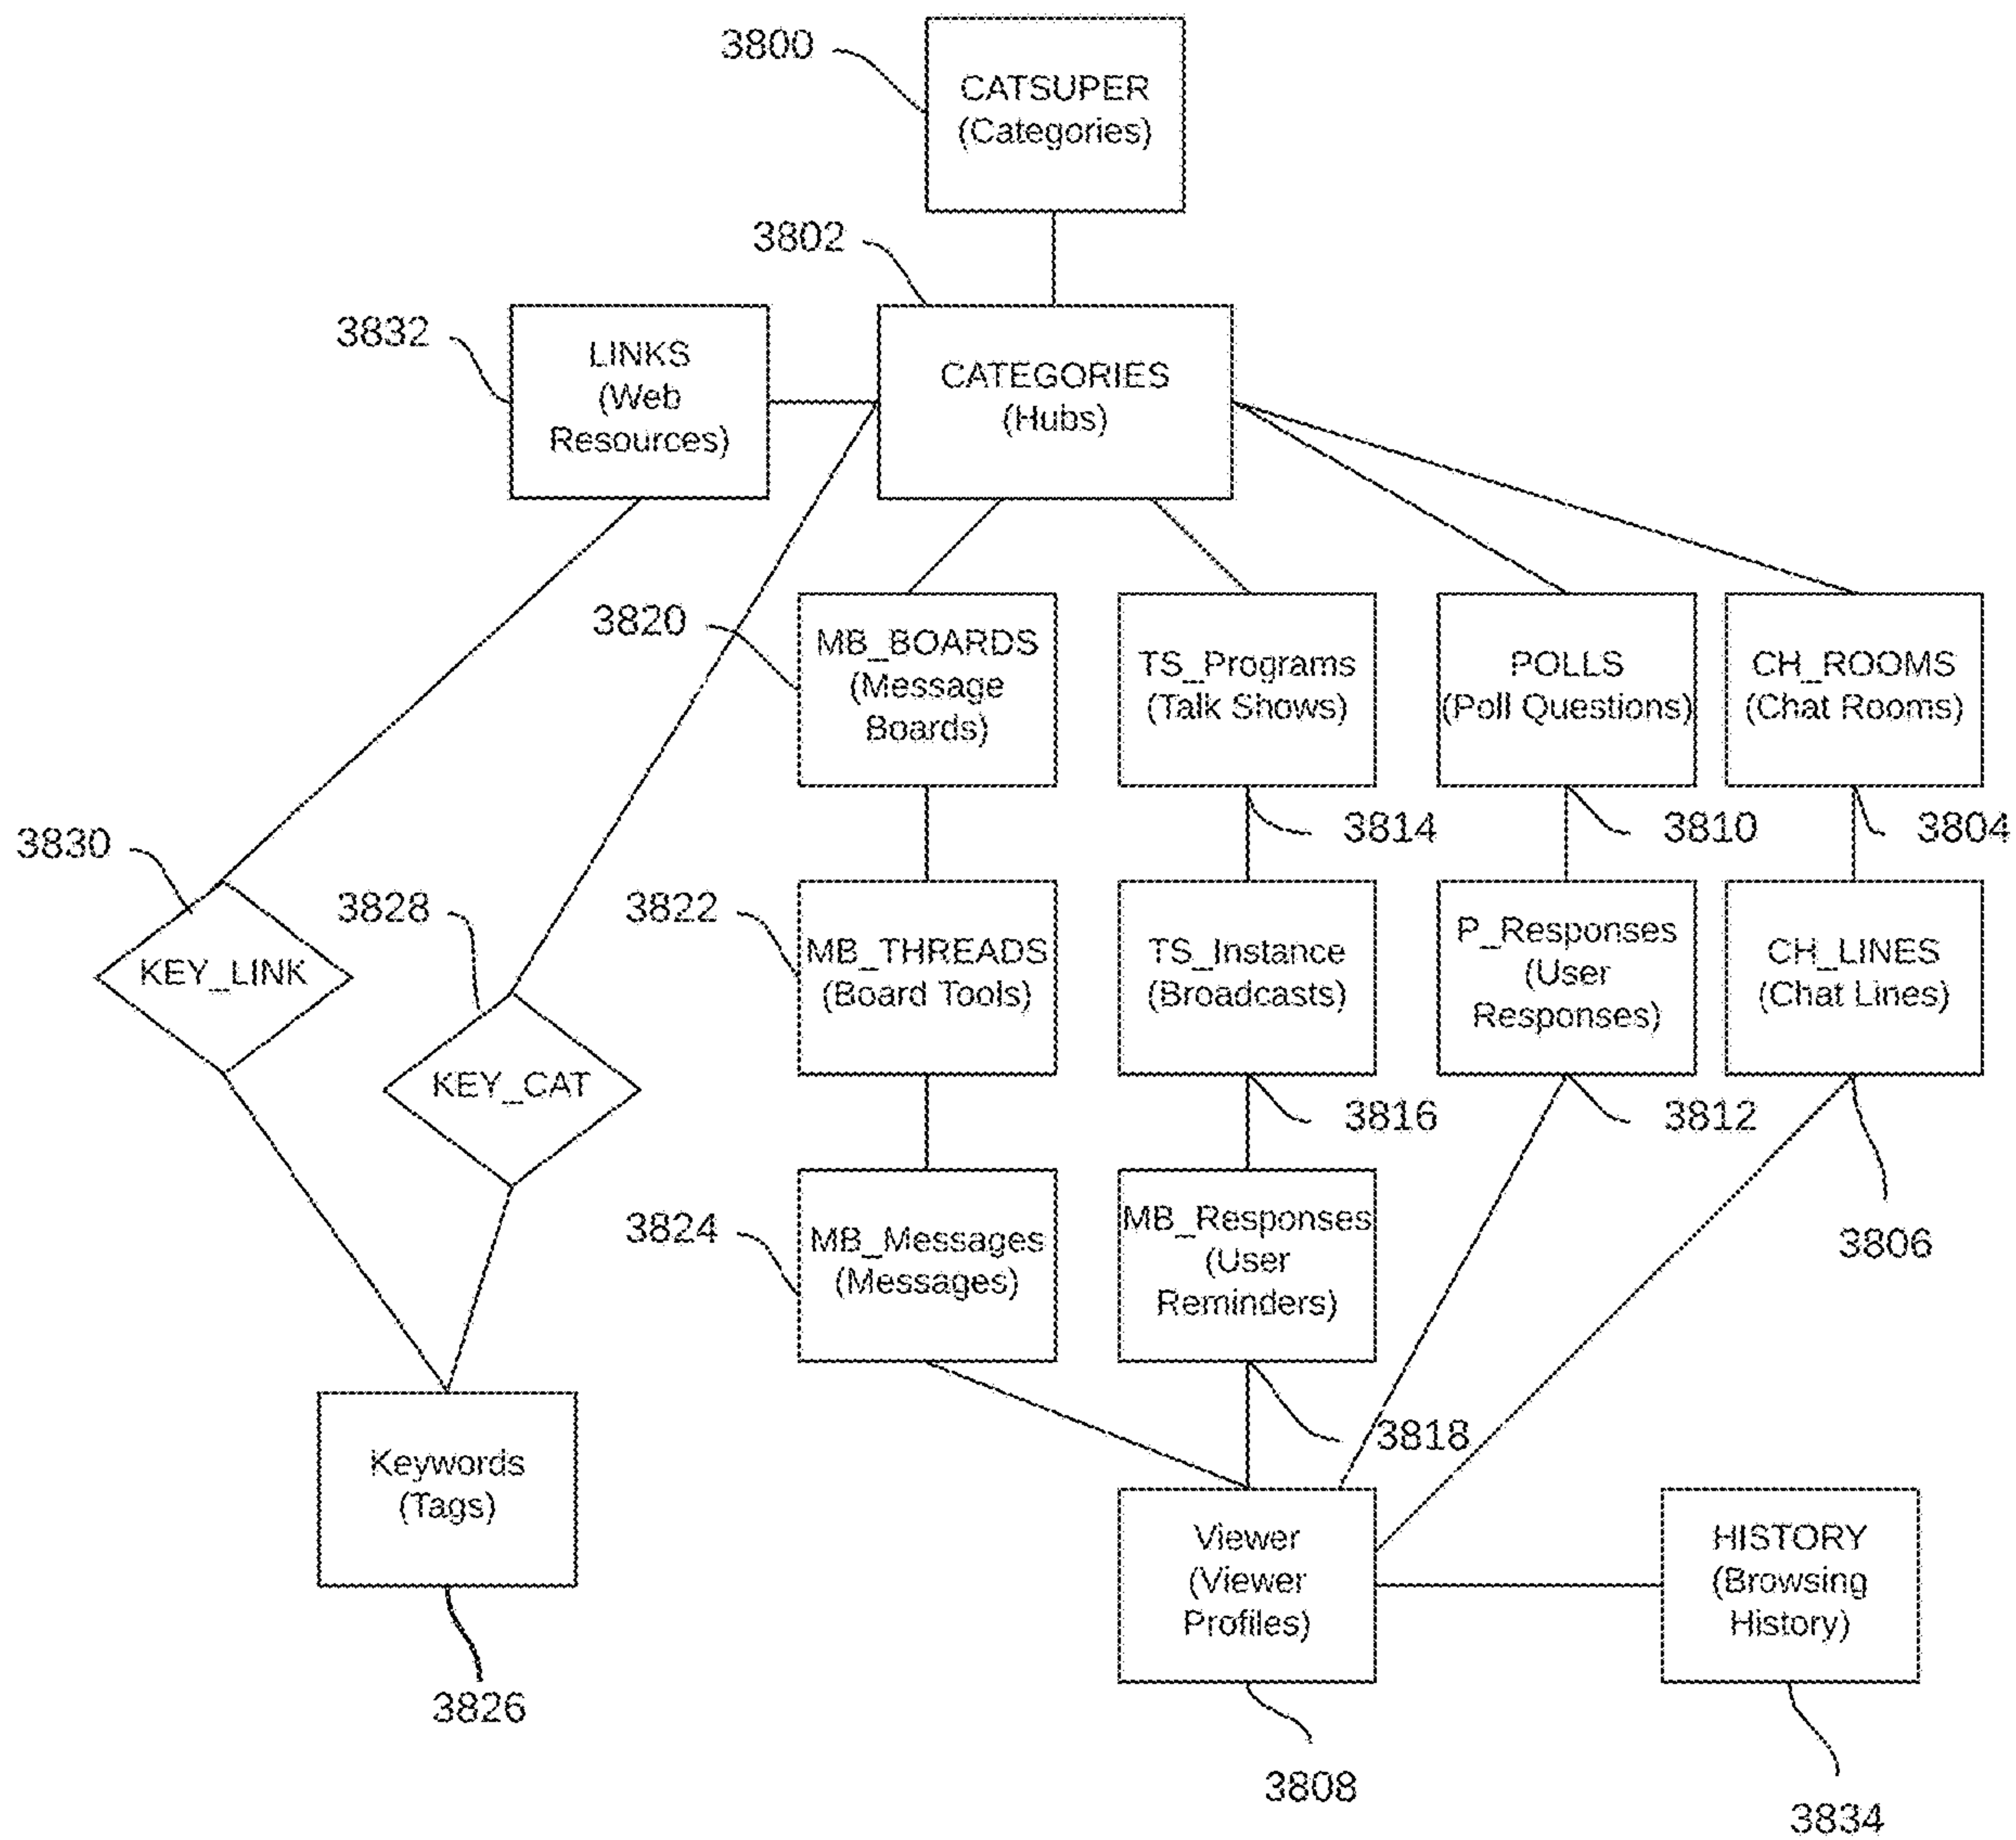 3800
CATSUPER
(Categories)
3802
3832
LINKS
(Web
Resources)
CATEGORIES
(Hubs)
3820
MB_BOARDS
(Message
Boards)
TS_Programs
(Talk Shows)
POLLS
(Poll Questions)
CH_ROOMS
(Chat Rooms)
3814
3810
3804
3830
KEY_LINK
3828
KEY_CAT
3822
MB_THREADS
(Board Tools)
TS_Instance
(Broadcasts)
P_Responses
(User
Responses)
CH_LINES
(Chat Lines)
3816
3812
3806
3824
MB_Messages
(Messages)
MB_Responses
(User
Reminders)
3818
Keywords
(Tags)
3826
Viewer
(Viewer
Profiles)
HISTORY
(Browsing
History)
3808
3834